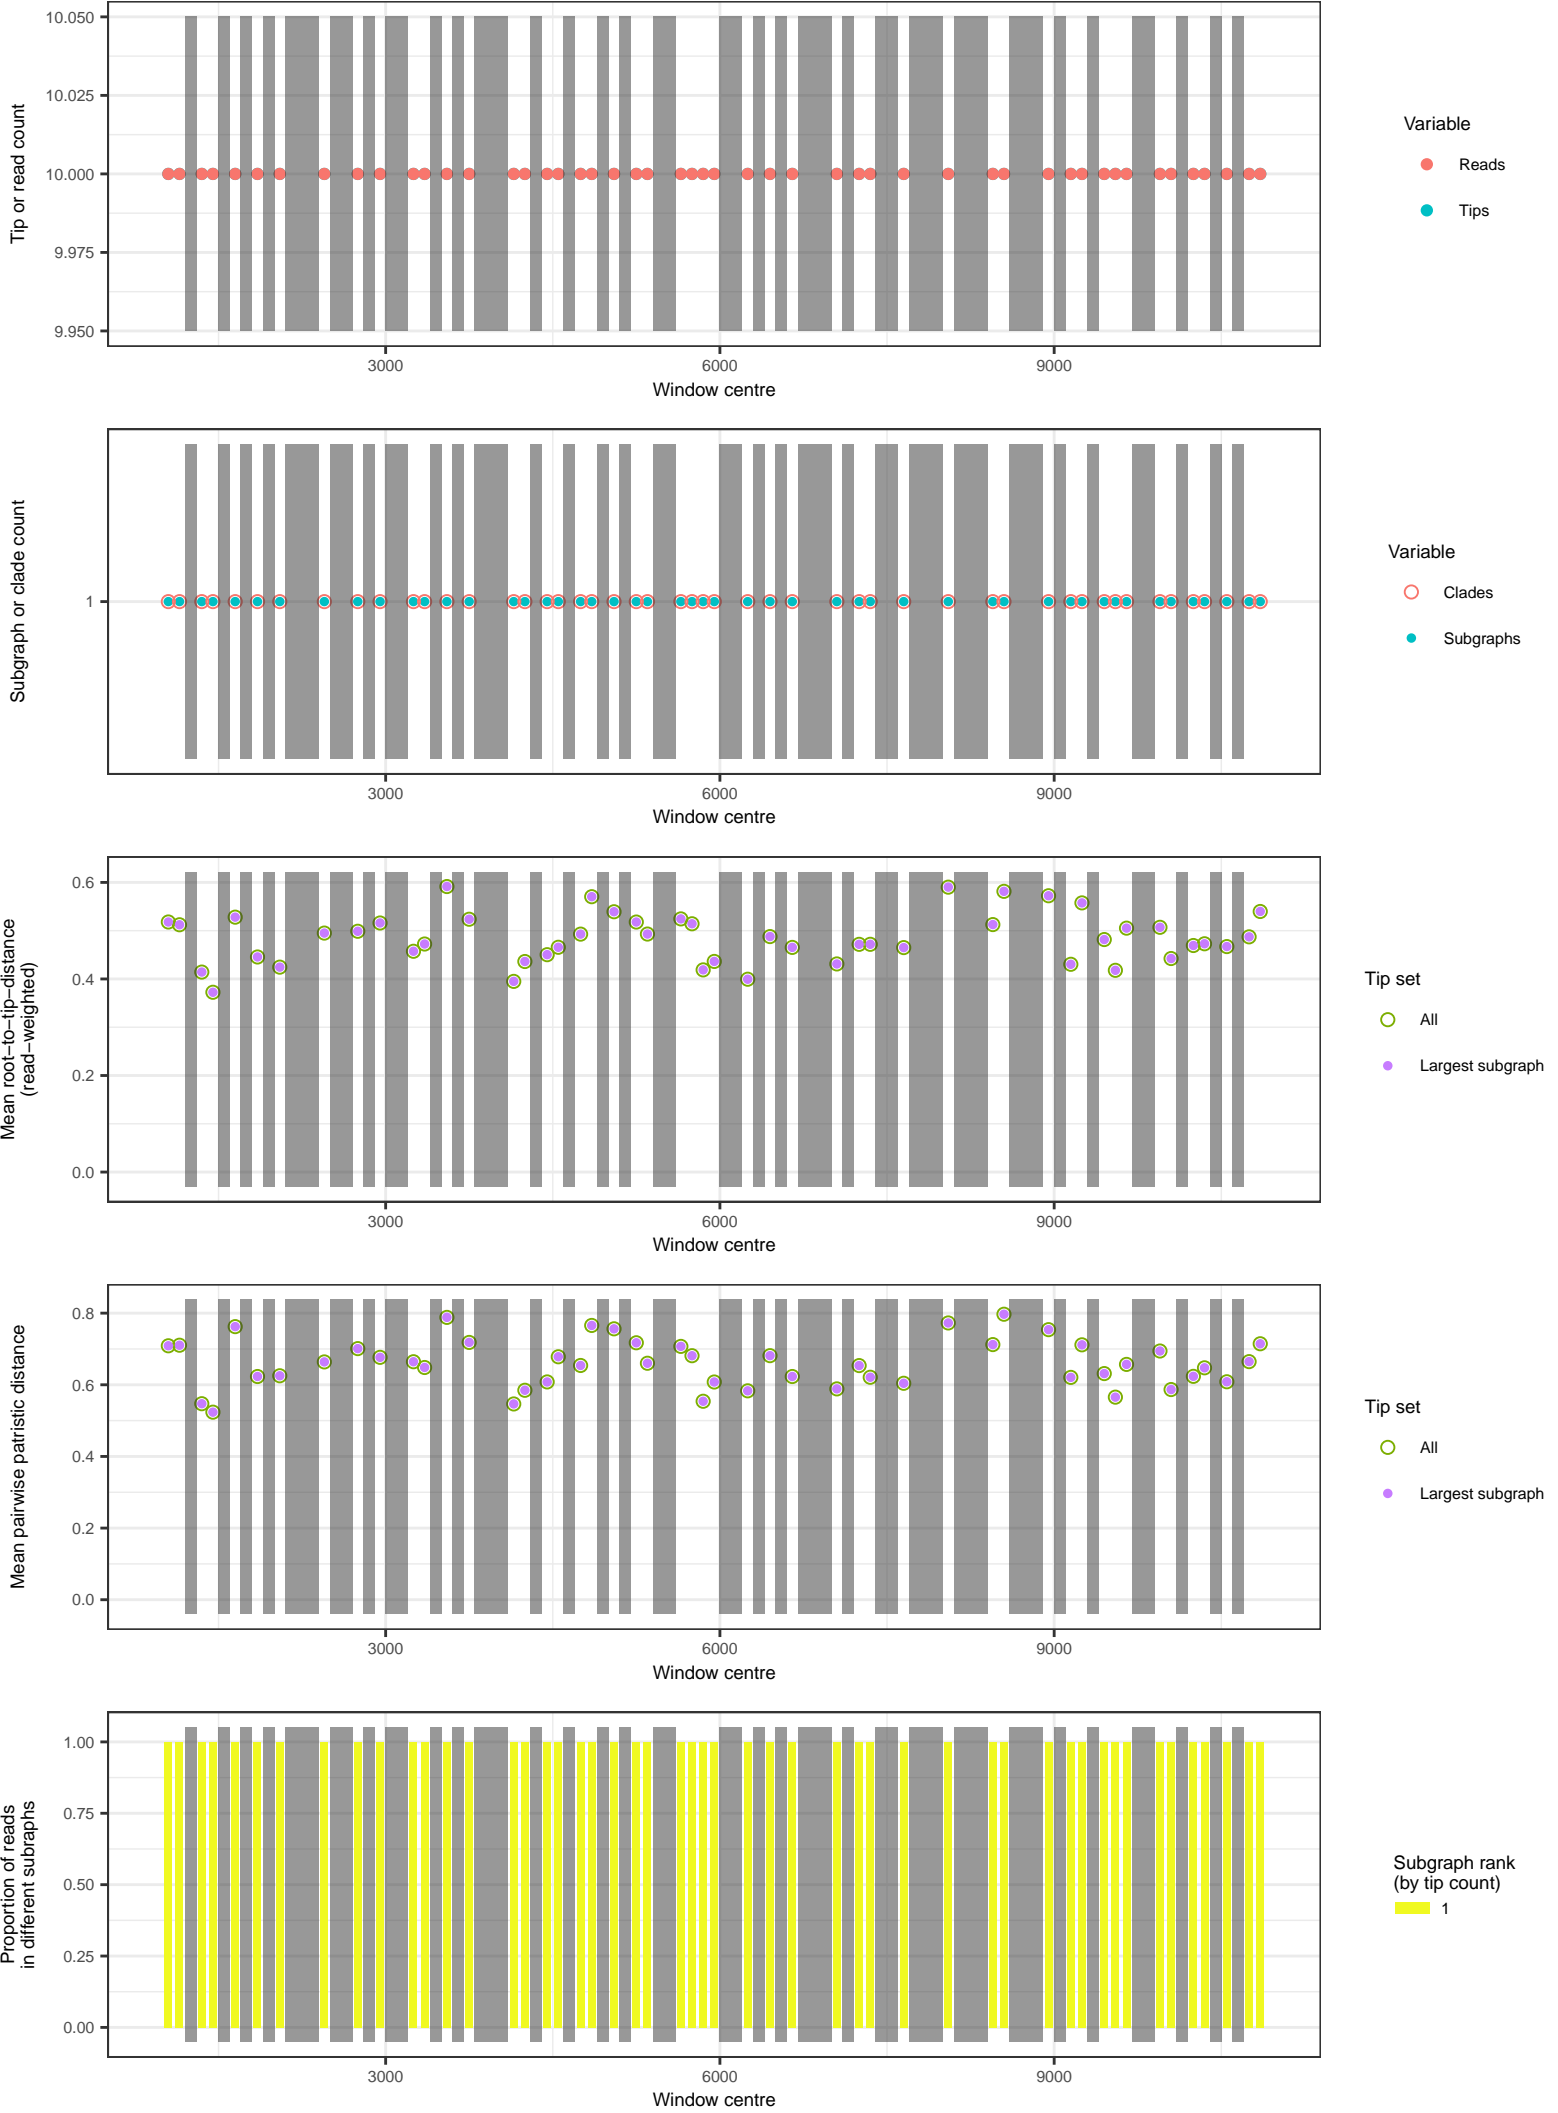 10.050
10.025
10.000
9.975
9.950
Tip or read count
3000
6000
9000
Window centre
Variable
Reads
Tips
1
Subgraph or clade count
3000
6000
9000
Window centre
Variable
Clades
Subgraphs
0.6
0.4
0.2
0.0
Mean root−to−tip−distance
(read−weighted)
3000
6000
9000
Window centre
Tip set
All
Largest subgraph
0.8
0.6
0.4
0.2
0.0
Mean pairwise patristic distance
3000
6000
9000
Window centre
Tip set
All
Largest subgraph
1.00
0.75
0.50
0.25
0.00
Proportion of reads
in different subraphs
3000
6000
9000
Window centre
Subgraph rank
(by tip count)
1